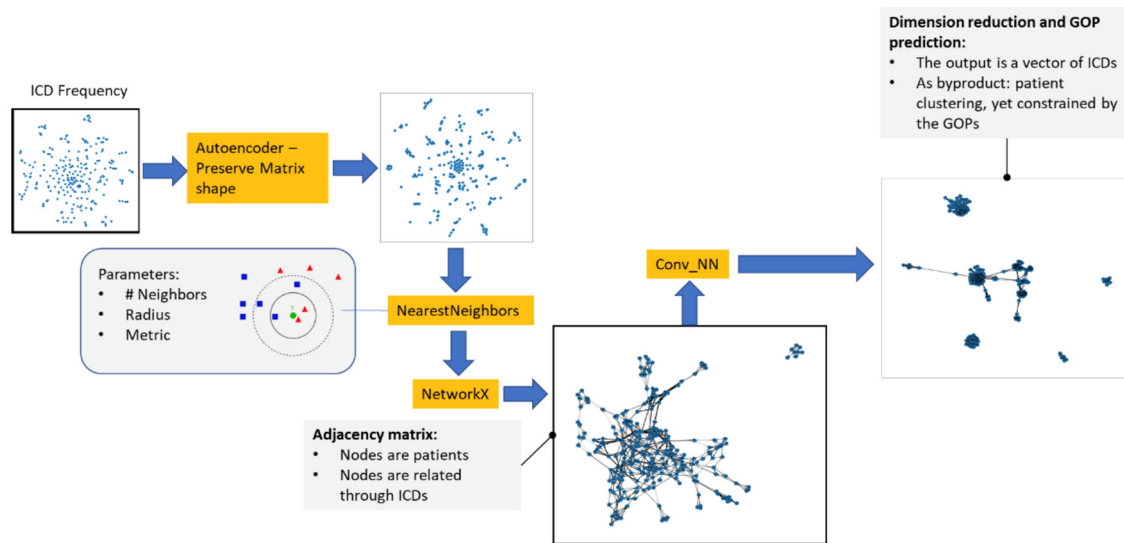 Dimension reduction and GOP
prediction:
• The output is a vector of ICDs
• As byproduct: patient
clustering, yet constrained by
the GOPs
ICD Frequency
Autoencoder –
Preserve Matrix
shape
Parameters:
• # Neighbors
• Radius
• Metric
?
NearestNeighbors
Conv_NN
NetworkX
Adjacency matrix:
• Nodes are patients
• Nodes are related
through ICDs